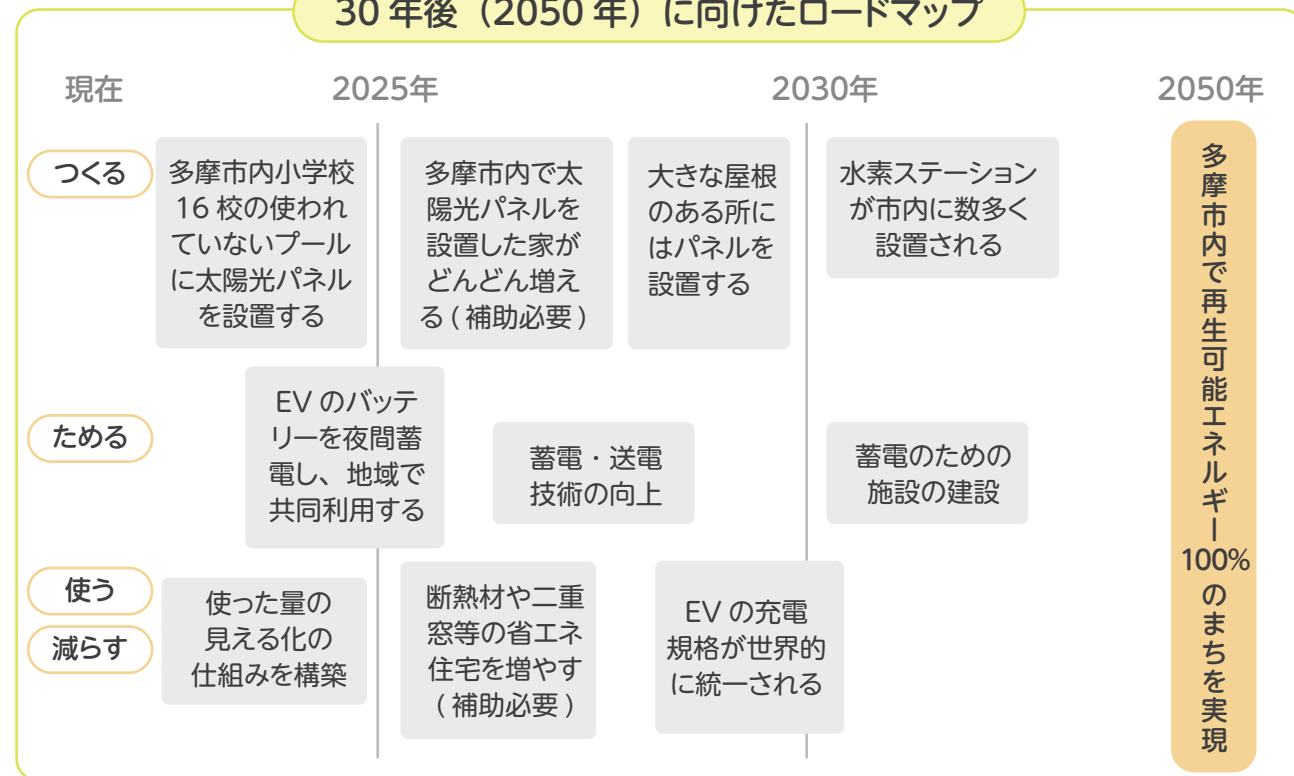 30 年後（2050 年）に向けたロードマップ
現在
2025年
2030年
2050年
つくる
多摩市内小学校
16 校の使われ
ていないプール
に太陽光パネル
を設置する
多摩市内で太
陽光パネルを
設置した家が
どんどん増え
る ( 補助必要 )
大きな屋根
のある所に
はパネルを
設置する
水素ステーション
が市内に数多く
設置される
ためる
EV のバッテ
リーを夜間蓄
電し、地域で
共同利用する
蓄電・送電
技術の向上
蓄電のための
施設の建設
使う
減らす
使った量の
見える化の
仕組みを構築
断熱材や二重
窓等の省エネ
住宅を増やす
( 補助必要 )
EV の充電
規格が世界的
に統一される
多摩市内で再生可能エネルギー100%のまちを実現